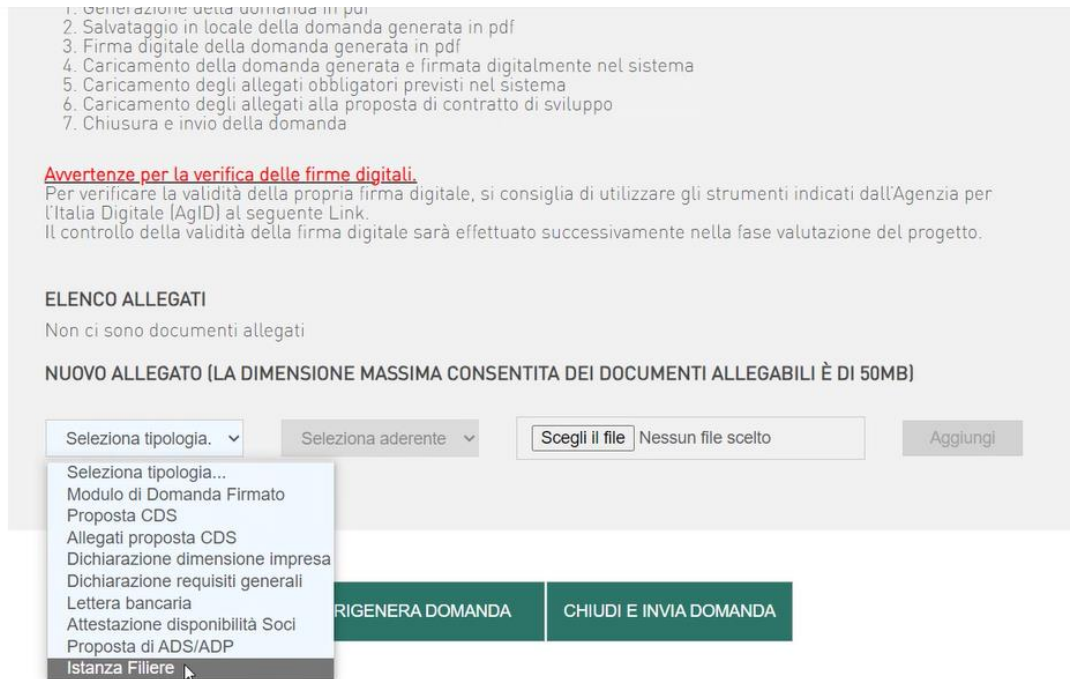 1. Generazione della domanda in pdf
2. Salvataggio in locale della domanda generata in pdf
3. Firma digitale della domanda generata in pdf
4. Caricamento della domanda generata e firmata digitalmente nel sistema
5. Caricamento degli allegati obbligatori previsti nel sistema
6. Caricamento degli allegati alla proposta di contratto di sviluppo
7. Chiusura e invio della domanda
Avvertenze per la verifica delle firme digitali.
Per verificare la validità della propria firma digitale, si consiglia di utilizzare gli strumenti indicati dall'Agenzia per
l'Italia Digitale (AgID) al seguente Link.
Il controllo della validità della firma digitale sarà effettuato successivamente nella fase valutazione del progetto.
ELENCO ALLEGATI
Non ci sono documenti allegati
NUOVO ALLEGATO (LA DIMENSIONE MASSIMA CONSENTITA DEI DOCUMENTI ALLEGABILI È DI 50MB)
Seleziona tipologia. Seleziona aderente Scegli il file Nessun file scelto Aggiungi
Seleziona tipologia...
Modulo di Domanda Firmato
Proposta CDS
Allegati proposta CDS
Dichiarazione dimensione impresa
Dichiarazione requisiti generali
Lettera bancaria
Attestazione disponibilità Soci
Proposta di ADS/ADP
Istanza Filiere
RIGENERA DOMANDA CHIUDI E INVIA DOMANDA